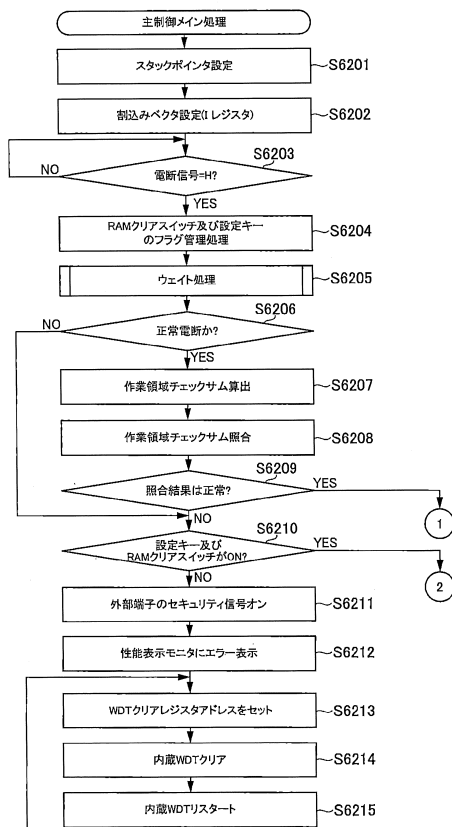 主制御メイン処理
スタックポインタ設定
S6201
割込みベクタ設定(Iレジスタ)
S6202
S6203
NO
電断信号=H?
YES
RAMクリアスイッチ及び設定キー
のフラグ管理処理
S6204
ウェイト処理
S6205
S6206
NO
正常電断か?
YES
作業領域チェックサム算出
S6207
作業領域チェックサム照合
S6208
S6209
照合結果は正常?
YES
NO
1
S6210
設定キー及び
RAMクリアスイッチがON?
YES
NO
2
外部端子のセキュリティ信号オン
S6211
性能表示モニタにエラー表示
S6212
WDTクリアレジスタアドレスをセット
S6213
内蔵WDTクリア
S6214
内蔵WDTリスタート
S6215